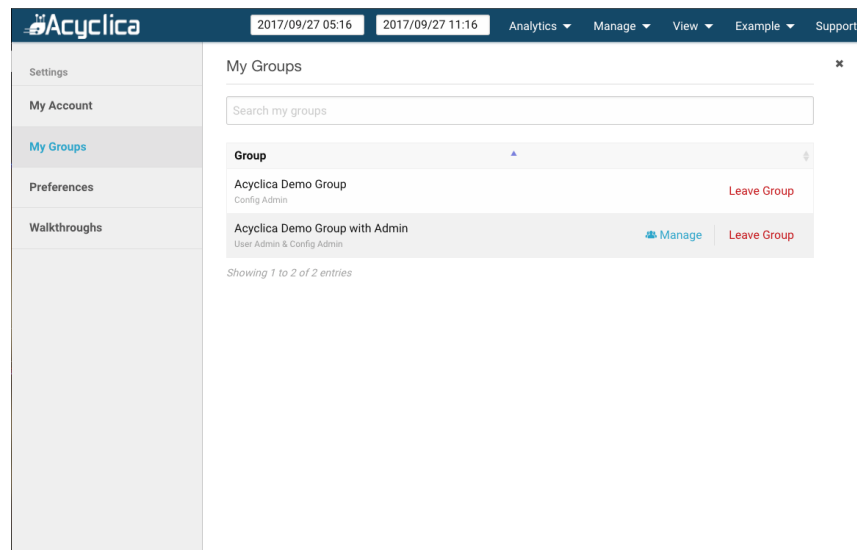 Acyclica
2017/09/27 05:16 2017/09/27 11:16 Analytics Manage View Example Support
Settings
My Account
My Groups
Preferences
Walkthroughs
My Groups
Search my groups
Group
Acyclica Demo Group
Config Admin
Leave Group
Acyclica Demo Group with Admin
User Admin & Config Admin
Manage Leave Group
Showing 1 to 2 of 2 entries